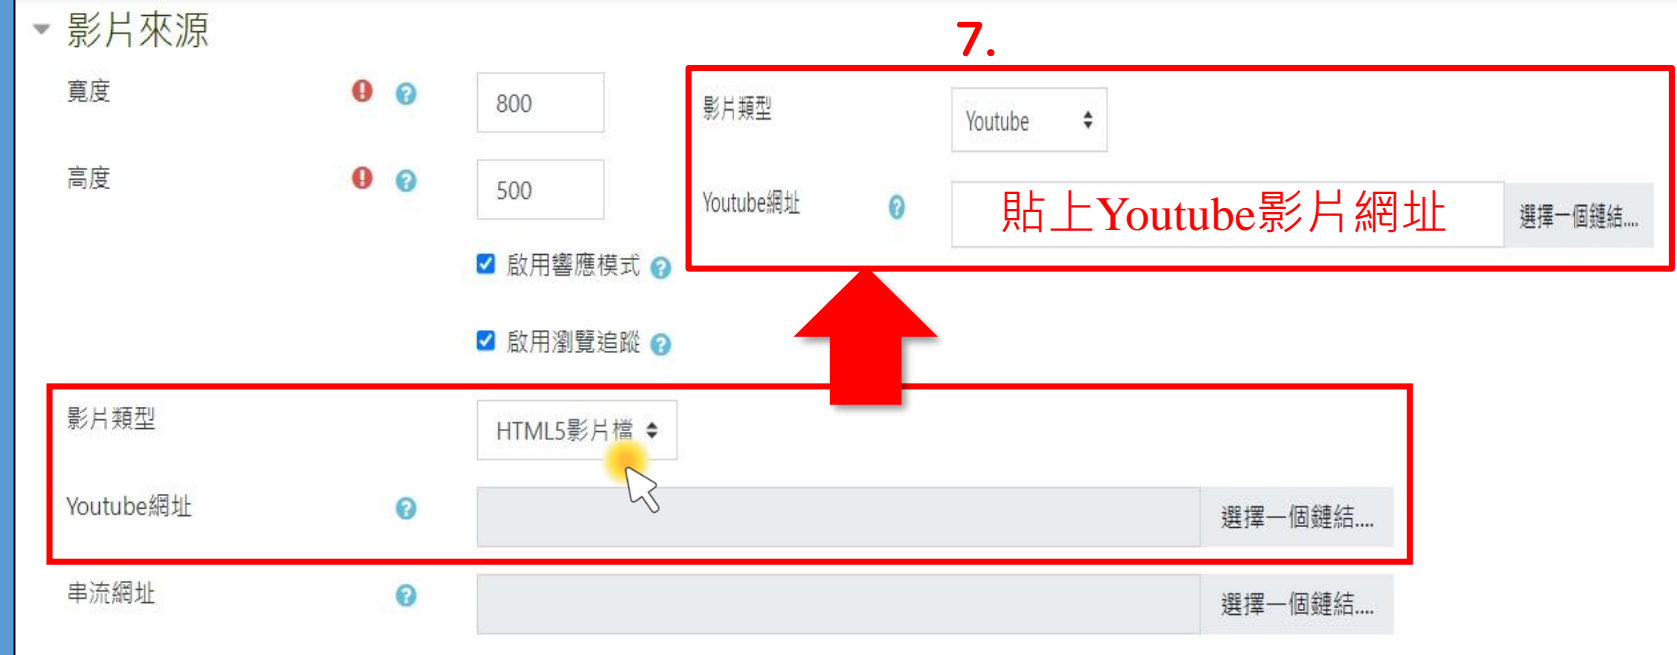 影片來源
7.
寬度
800
高度
500
影片類型
Youtube
Youtube網址
貼上Youtube影片網址
選擇一個鏈結....
啟用響應模式
啟用瀏覽追蹤
影片類型
HTML5影片檔
Youtube網址
選擇一個鏈結....
串流網址
選擇一個鏈結....